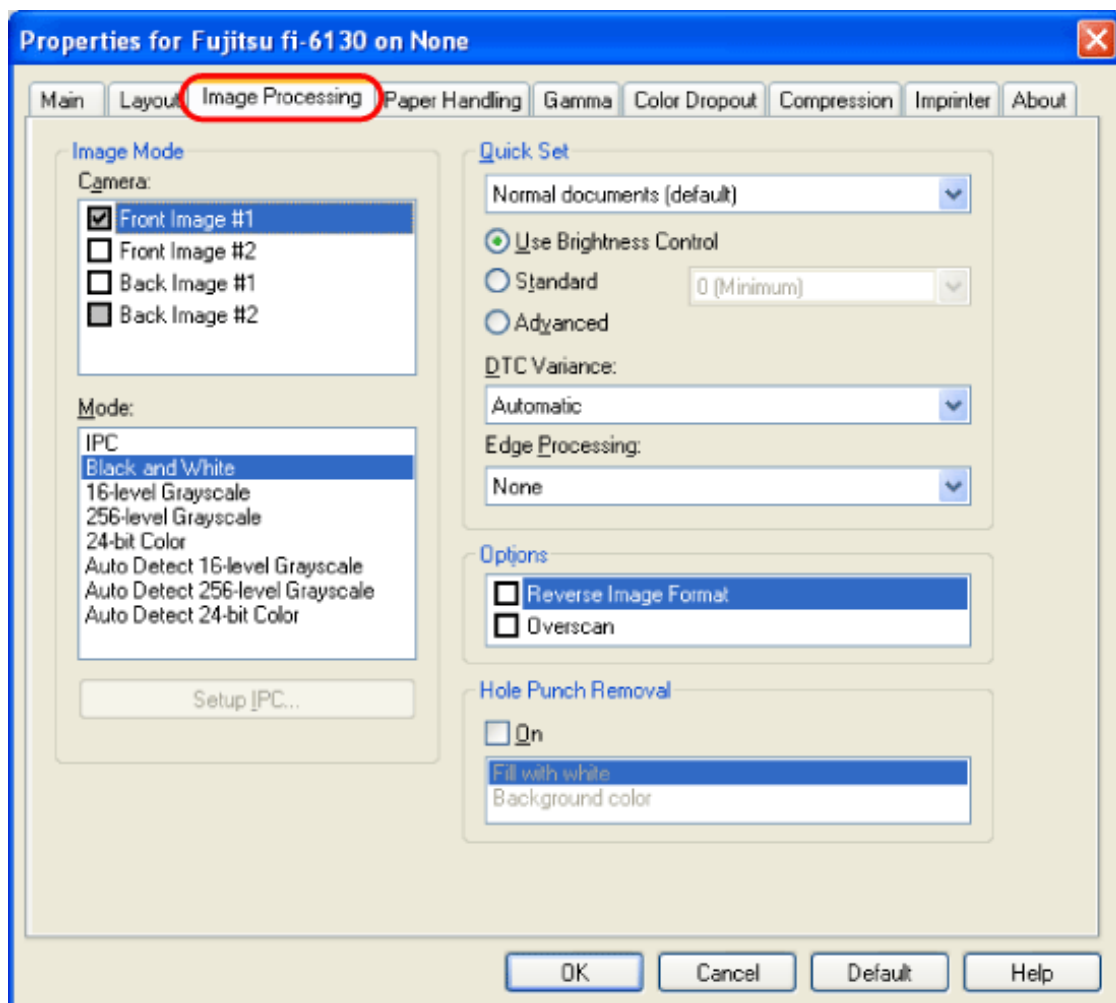 Properties for Fujitsu fi-6130 on None
Main Layout Image Processing Paper Handling Gamma Color Dropout Compression Imprinter About
Image Mode
Camera:
Front Image #1
Front Image #2
Back Image #1
Back Image #2
Mode:
IPC
Black and White
16-level Grayscale
256-level Grayscale
24-bit Color
Auto Detect 16-level Grayscale
Auto Detect 256-level Grayscale
Auto Detect 24-bit Color
Setup IPC...
Quick Set
Normal documents (default)
Use Brightness Control
Standard 0 (Minimum)
Advanced
DTC Variance:
Automatic
Edge Processing:
None
Options
Reverse Image Format
Overscan
Hole Punch Removal
On
Fill with white
Background color
OK Cancel Default Help